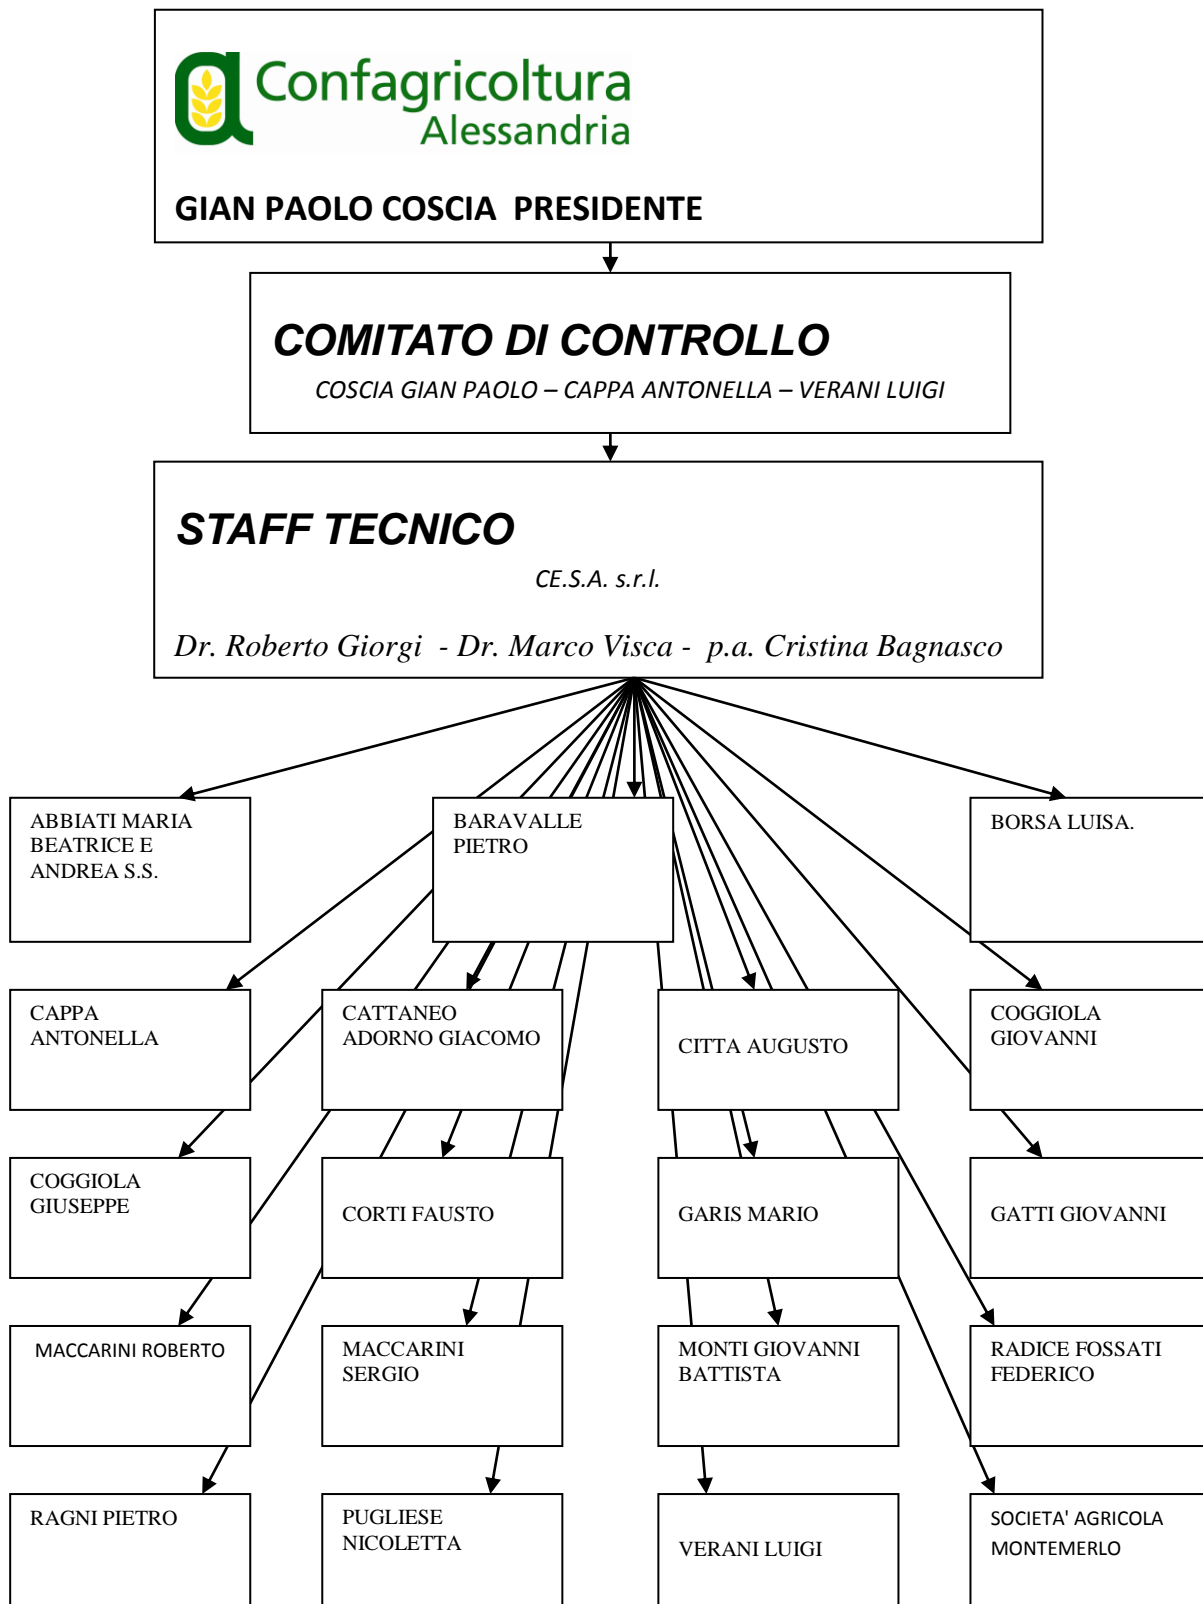 Confagricoltura
Alessandria
GIAN PAOLO COSCIA PRESIDENTE
COMITATO DI CONTROLLO
COSCIA GIAN PAOLO – CAPPA ANTONELLA – VERANI LUIGI
STAFF TECNICO
CE.S.A. s.r.l.
Dr. Roberto Giorgi - Dr. Marco Visca - p.a. Cristina Bagnasco
ABBIATI MARIA
BEATRICE E
ANDREA S.S.
BARAVALLE
PIETRO
BORSA LUISA.
CAPPA
ANTONELLA
CATTANEO
ADORNO GIACOMO
CITTA AUGUSTO
COGGIOLA
GIOVANNI
COGGIOLA
GIUSEPPE
CORTI FAUSTO
GARIS MARIO
GATTI GIOVANNI
MACCARINI ROBERTO
MACCARINI
SERGIO
MONTI GIOVANNI
BATTISTA
RADICE FOSSATI
FEDERICO
RAGNI PIETRO
PUGLIESE
NICOLETTA
VERANI LUIGI
SOCIETA' AGRICOLA
MONTEMERLO